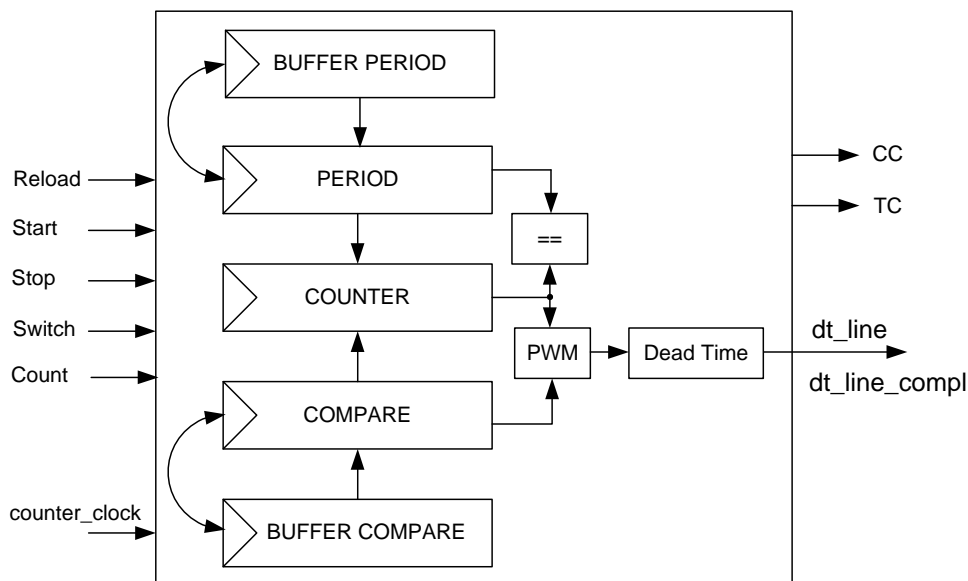 BUFFER PERIOD
PERIOD
==
COUNTER
PWM
Dead Time
COMPARE
BUFFER COMPARE
Reload
Start
Stop
Switch
Count
counter_clock
CC
TC
dt_line
dt_line_compl